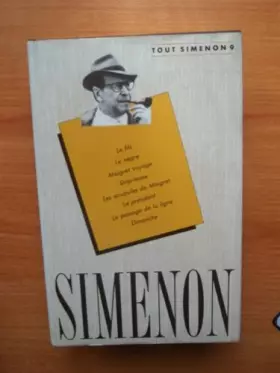 TOUT SIMENON 9
Le fils
Le nègre
Maigret voyage
Strip-tease
Les scrupules de Maigret
Le président
Le passage de la ligne
Dimanche
SIMENON